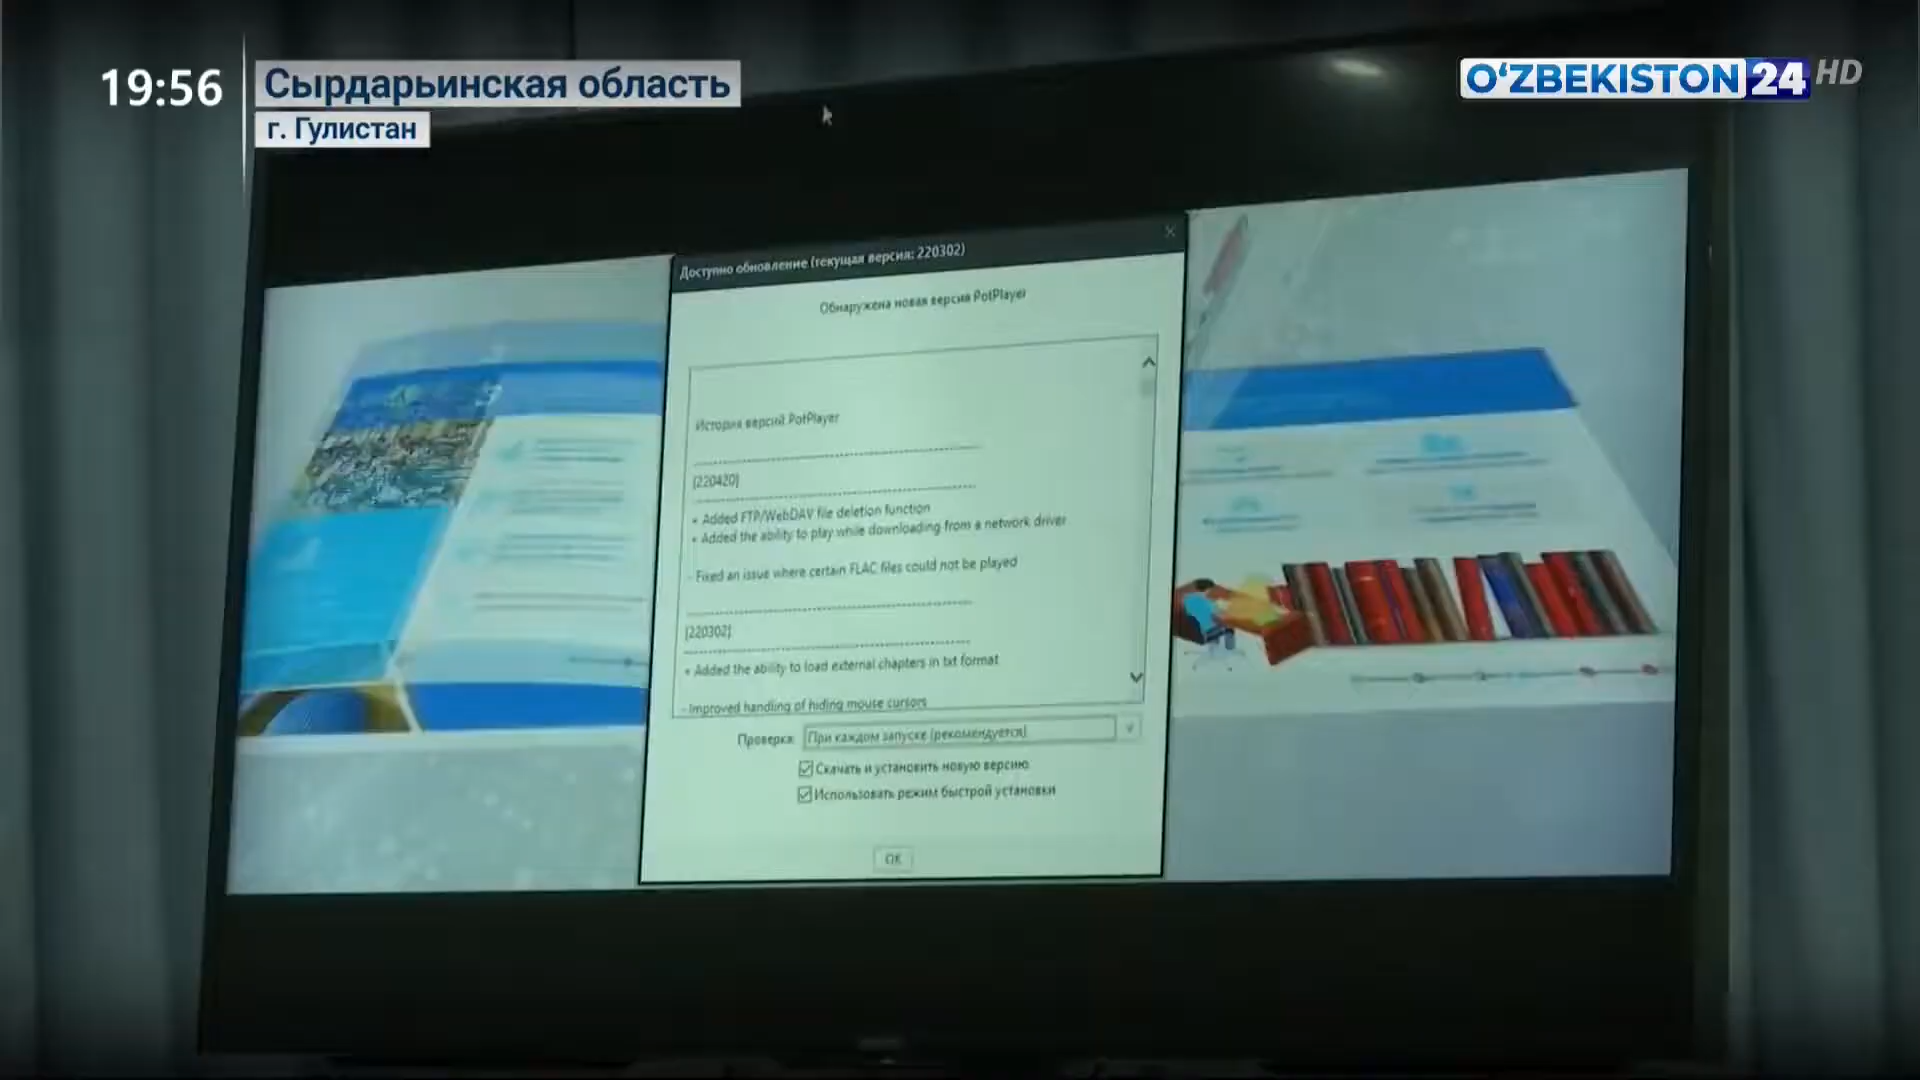 19:56
Сырдарьинская область
г. Гулистан
O‘ZBEKISTON 24 HD
Доступно обновление (текущая версия: 220302)
Обнаружена новая версия PotPlayer
История версий PotPlayer
[220420]
+ Added FTP/WebDAV file deletion function
+ Added the ability to play while downloading from a network driver
- Fixed an issue where certain FLAC files could not be played
[220302]
+ Added the ability to load external chapters in txt format
- Improved handling of hiding mouse cursors
Проверка: При каждом запуске (рекомендуется)
Скачать и установить новую версию
Использовать режим быстрой установки
OK